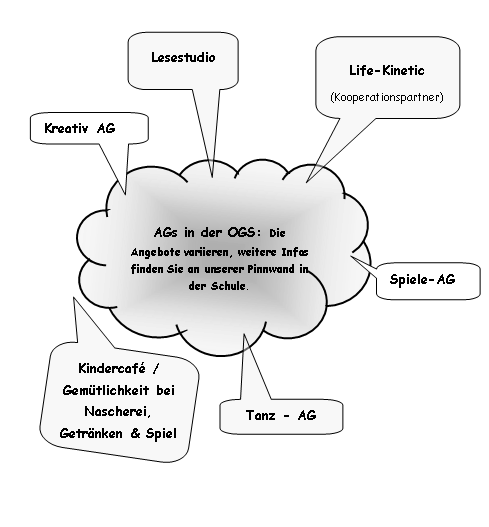 Lesestudio
Life-Kinetic
(Kooperationspartner)
Kreativ AG
AGs in der OGS: Die
Angebote variieren, weitere Infos
finden Sie an unserer Pinnwand in
der Schule.
Spiele-AG
Kindercafé /
Gemütlichkeit bei
Nascherei,
Getränken & Spiel
Tanz - AG